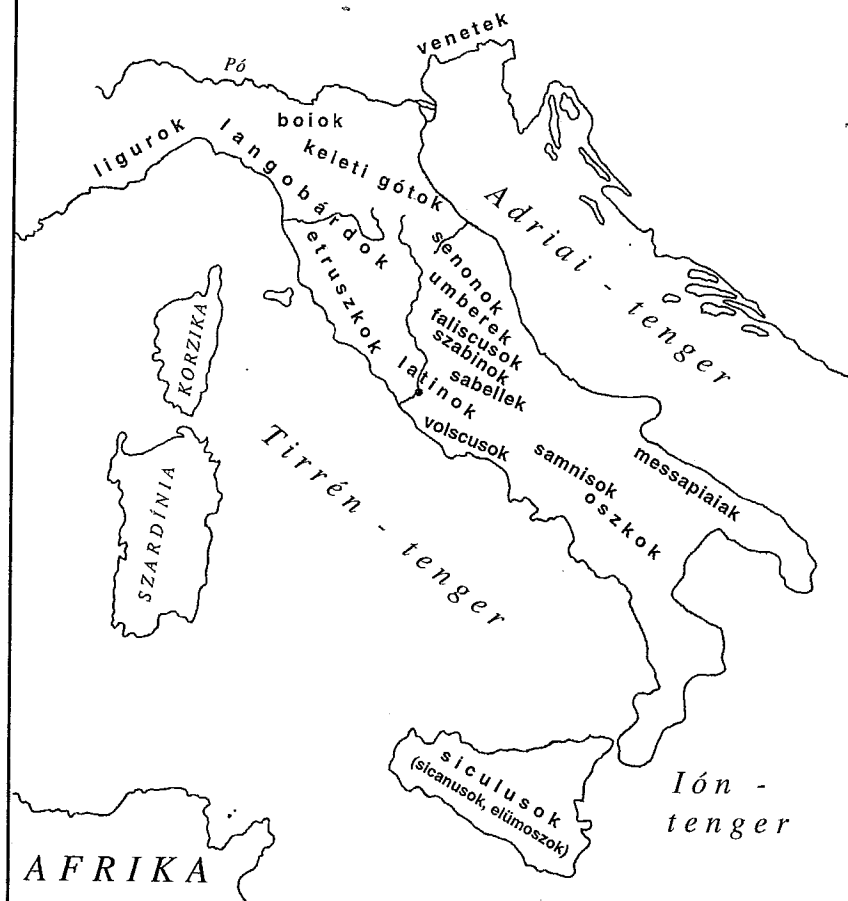 venetek
Pó
boiok
ligurok
langobárdok
keleti gótok
Adriai - tenger
etruszkok
senonok
umberek
faliscusok
szabinok
sabellek
latinok
volscusok
KORZIKA
SZARDÍNIA
Tirrén - tenger
samnisok
oszkok
messapiaiak
siculusok
(sicanusok, elümoszok)
Ión -
tenger
AFRIKA